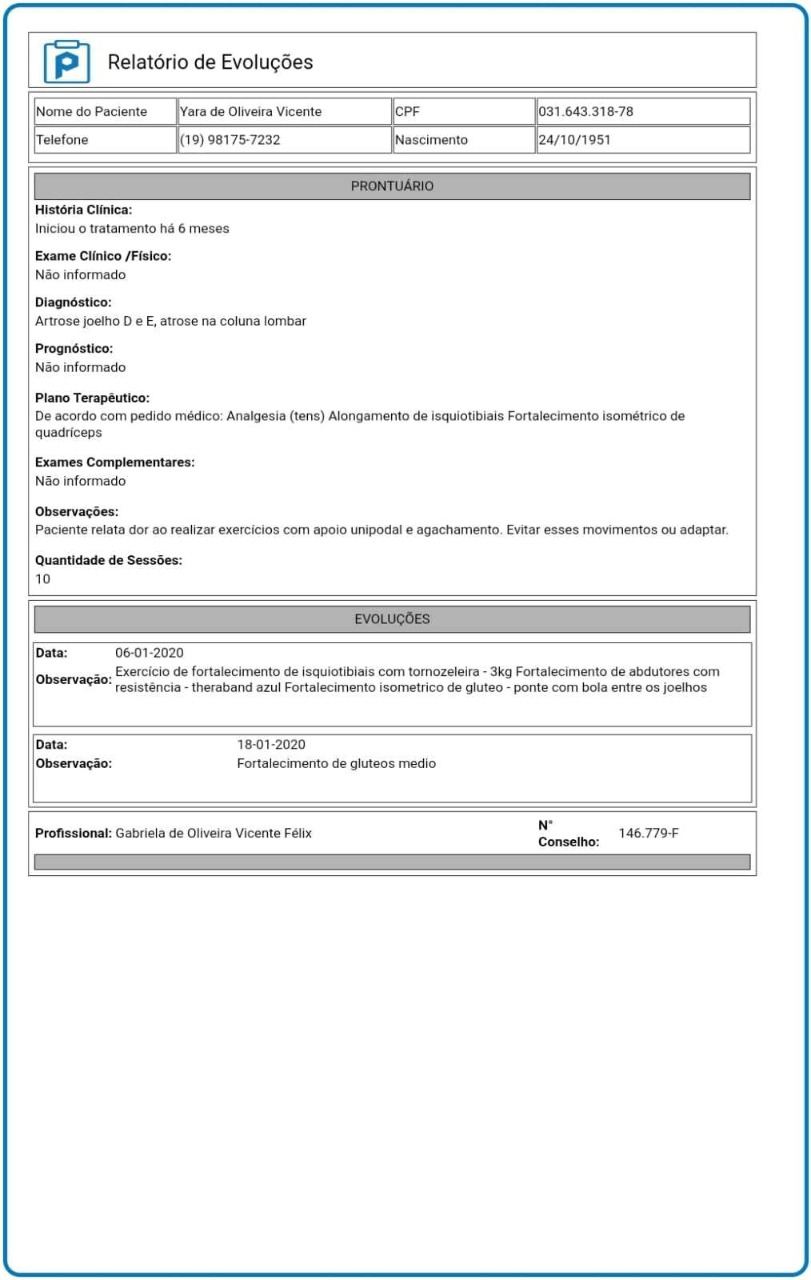 Relatório de Evoluções
Nome do Paciente Yara de Oliveira Vicente CPF 031.643.318-78
Telefone (19) 98175-7232 Nascimento 24/10/1951
PRONTUÁRIO
História Clínica:
Iniciou o tratamento há 6 meses
Exame Clínico /Físico:
Não informado
Diagnóstico:
Artrose joelho D e E, atrose na coluna lombar
Prognóstico:
Não informado
Plano Terapêutico:
De acordo com pedido médico: Analgesia (tens) Alongamento de isquiotibiais Fortalecimento isométrico de
quadríceps
Exames Complementares:
Não informado
Observações:
Paciente relata dor ao realizar exercícios com apoio unipodal e agachamento. Evitar esses movimentos ou adaptar.
Quantidade de Sessões:
10
EVOLUÇÕES
Data: 06-01-2020
Observação: Exercício de fortalecimento de isquiotibiais com tornozeleira - 3kg Fortalecimento de abdutores com
resistência - theraband azul Fortalecimento isometrico de gluteo - ponte com bola entre os joelhos
Data: 18-01-2020
Observação: Fortalecimento de gluteos medio
Profissional: Gabriela de Oliveira Vicente Félix N° Conselho: 146.779-F